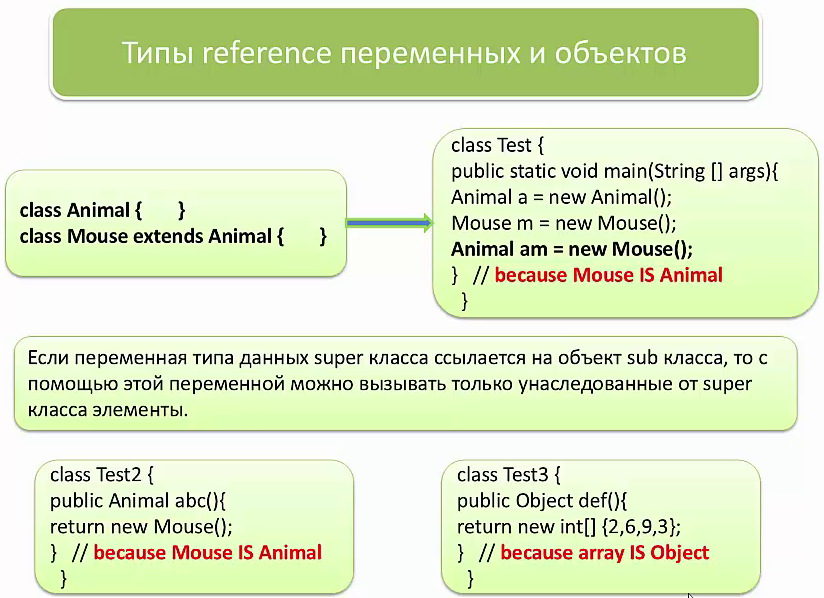 Типы reference переменных и объектов
class Animal {      }
class Mouse extends Animal {      }
class Test {
public static void main(String [] args){
Animal a = new Animal();
Mouse m = new Mouse();
Animal am = new Mouse();
}   // because Mouse IS Animal
}
Если переменная типа данных super класса ссылается на объект sub класса, то с
помощью этой переменной можно вызывать только унаследованные от super
класса элементы.
class Test2 {
public Animal abc(){
return new Mouse();
}   // because Mouse IS Animal
}
class Test3 {
public Object def(){
return new int[] {2,6,9,3};
}   // because array IS Object
}